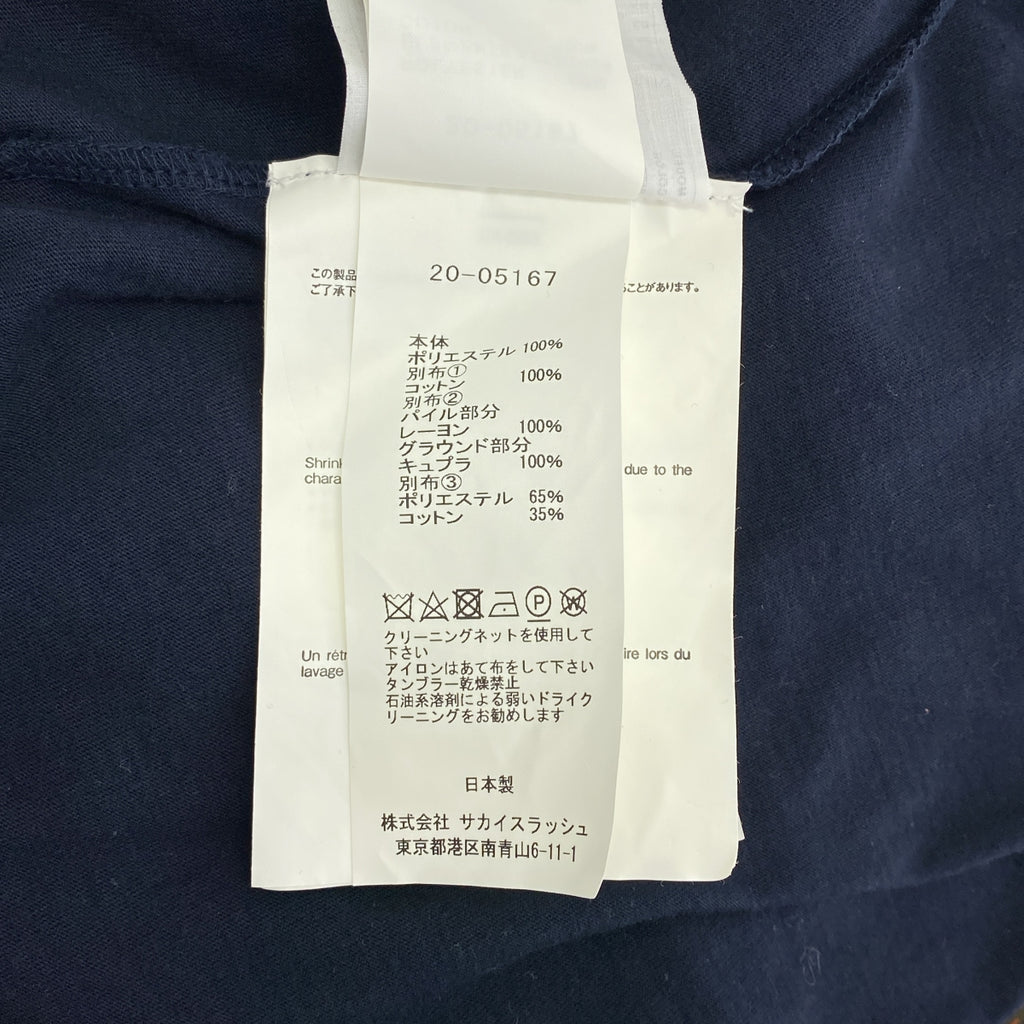 20-05167
この製品
ご了承下
ことがあります。
本体
ポリエステル 100%
別布①
コットン 100%
別布②
パイル部分
レーヨン 100%
グラウンド部分
キュプラ 100%
別布③
ポリエステル 65%
コットン 35%
Shrink
chara
due to the
P
W
クリーニングネットを使用して
下さい
アイロンはあて布をして下さい
タンブラー乾燥禁止
石油系溶剤による弱いドライク
リーニングをお勧めします
Un rétr
lavage
ire lors du
日本製
株式会社 サカイスラッシュ
東京都港区南青山6-11-1